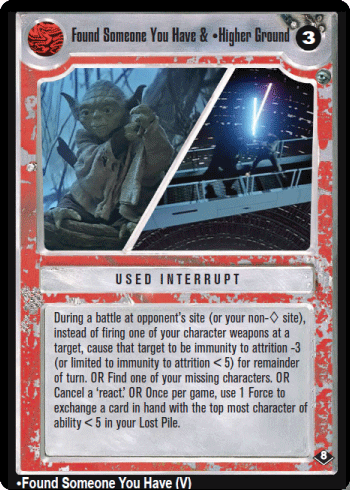 Found Someone You Have & •Higher Ground
3
USED INTERRUPT
During a battle at opponent's site (or your non-◇ site),
instead of firing one of your character weapons at a
target, cause that target to be immunity to attrition -3
(or limited to immunity to attrition < 5) for remainder
of turn. OR Find one of your missing characters. OR
Cancel a 'react.' OR Once per game, use 1 Force to
exchange a card in hand with the top most character of
ability < 5 in your Lost Pile.
8
•Found Someone You Have (V)